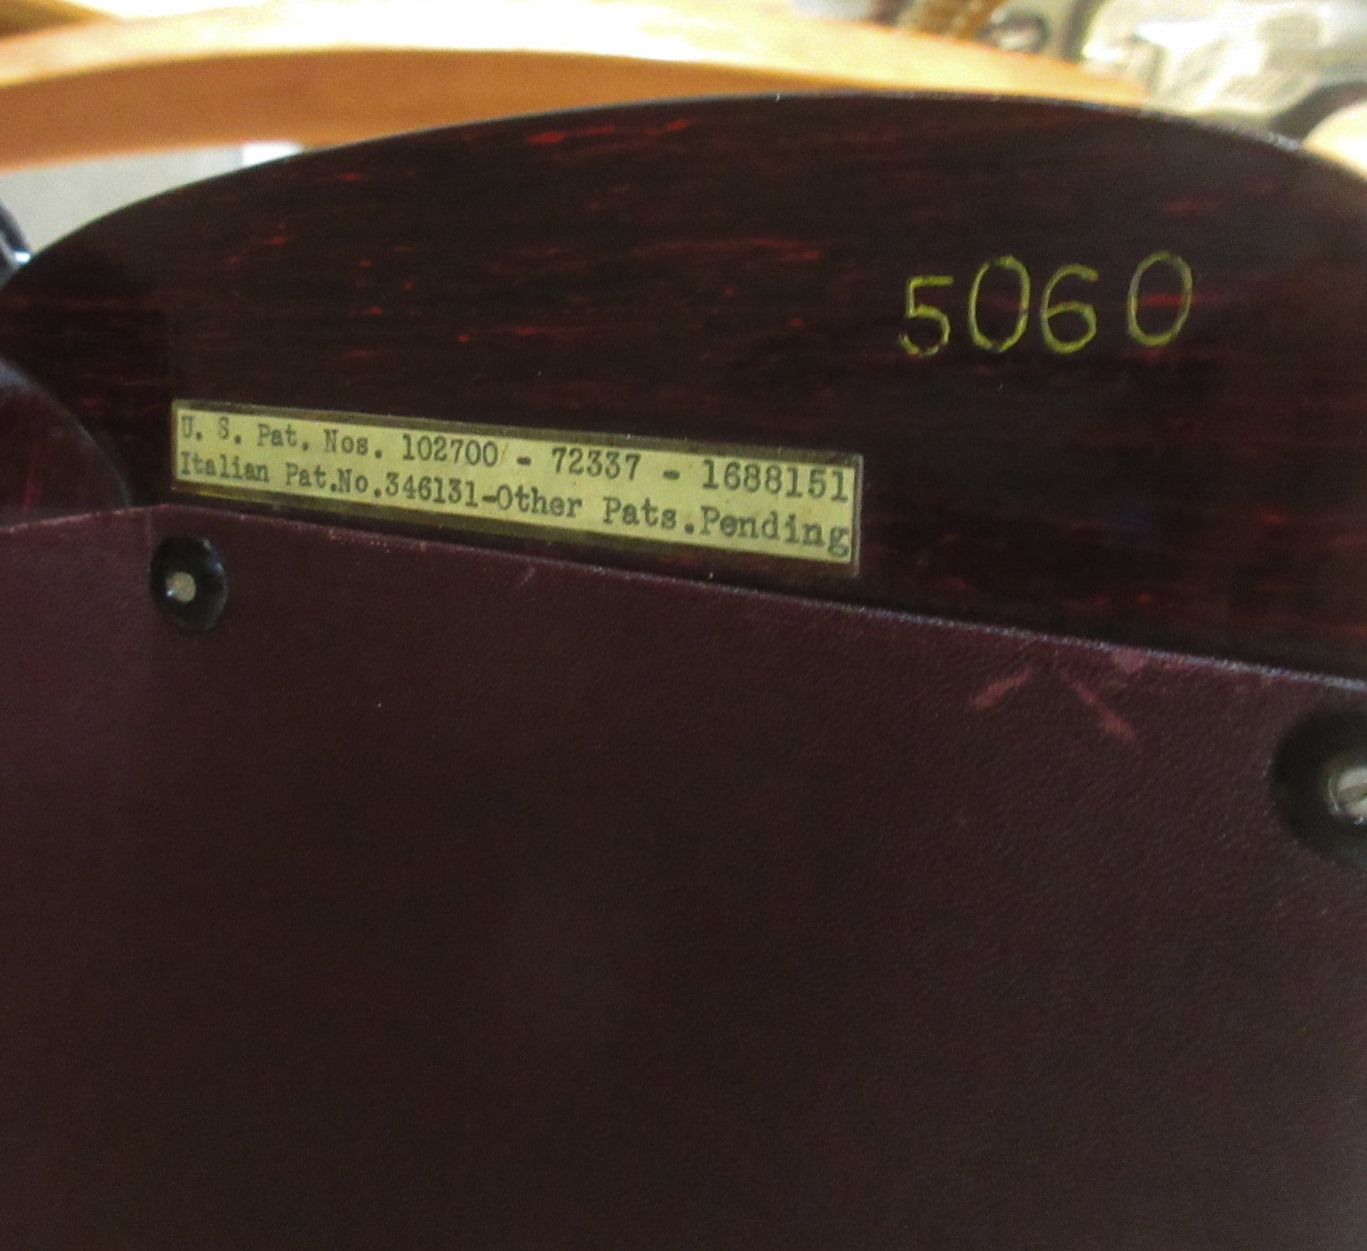 5060
U. S. Pat. Nos. 102700 - 72337 - 1688151
Italian Pat.No.346131-Other Pats.Pending